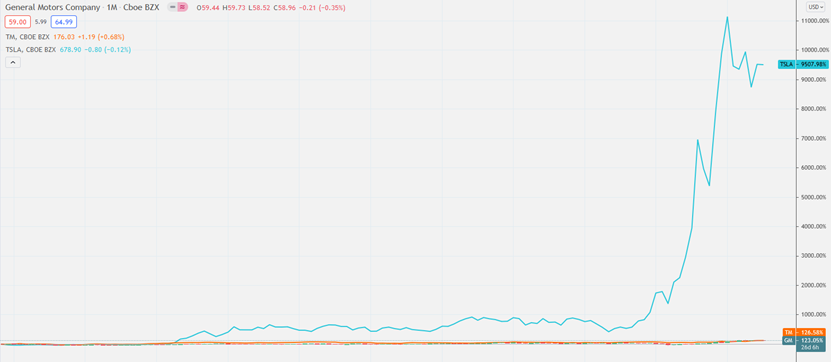 General Motors Company · 1M · Cboe BZX O59.44 H59.73 L58.52 C58.96 −0.21 (−0.35%)
59.00 5.99 64.99
TM, CBOE BZX 176.03 +1.19 (+0.68%)
TSLA, CBOE BZX 678.90 −0.80 (−0.12%)
USD
11000.00%
10000.00%
TSLA 9507.98%
9000.00%
8000.00%
7000.00%
6000.00%
5000.00%
4000.00%
3000.00%
2000.00%
1000.00%
TM 126.58%
GM 123.05%
26d 6h